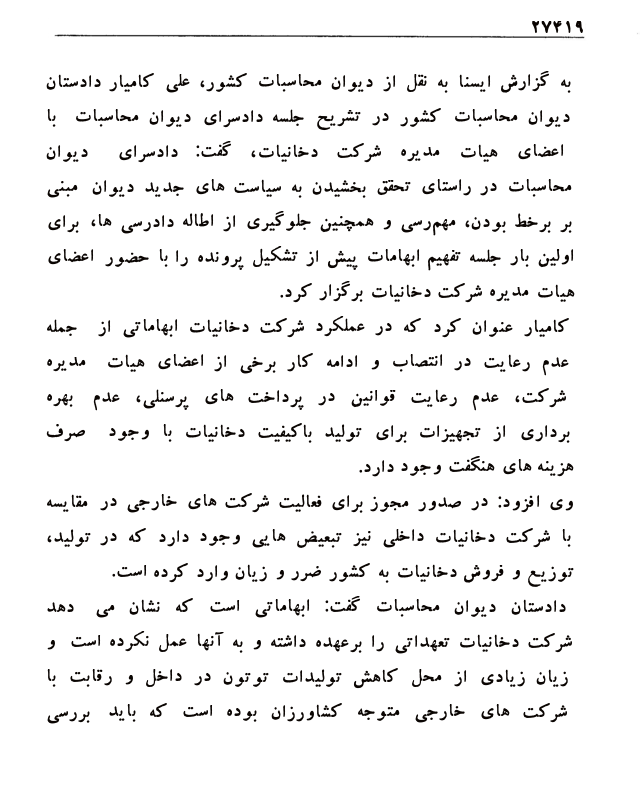 ۲۷۴۱۹
به گزارش ایسنا به نقل از دیوان محاسبات کشور، علی کامیار دادستان
دیوان محاسبات کشور در تشریح جلسه دادسرای دیوان محاسبات با
اعضای هیات مدیره شرکت دخانیات، گفت: دادسرای دیوان
محاسبات در راستای تحقق بخشیدن به سیاست های جدید دیوان مبنی
بر برخط بودن، مهم‌رسی و همچنین جلوگیری از اطاله دادرسی ها، برای
اولین بار جلسه تفهیم ابهامات پیش از تشکیل پرونده را با حضور اعضای
هیات مدیره شرکت دخانیات برگزار کرد.
کامیار عنوان کرد که در عملکرد شرکت دخانیات ابهاماتی از جمله
عدم رعایت در انتصاب و ادامه کار برخی از اعضای هیات مدیره
شرکت، عدم رعایت قوانین در پرداخت های پرسنلی، عدم بهره
برداری از تجهیزات برای تولید باکیفیت دخانیات با وجود صرف
هزینه های هنگفت وجود دارد.
وی افزود: در صدور مجوز برای فعالیت شرکت های خارجی در مقایسه
با شرکت دخانیات داخلی نیز تبعیض هایی وجود دارد که در تولید،
توزیع و فروش دخانیات به کشور ضرر و زیان وارد کرده است.
دادستان دیوان محاسبات گفت: ابهاماتی است که نشان می دهد
شرکت دخانیات تعهداتی را برعهده داشته و به آنها عمل نکرده است و
زیان زیادی از محل کاهش تولیدات توتون در داخل و رقابت با
شرکت های خارجی متوجه کشاورزان بوده است که باید بررسی